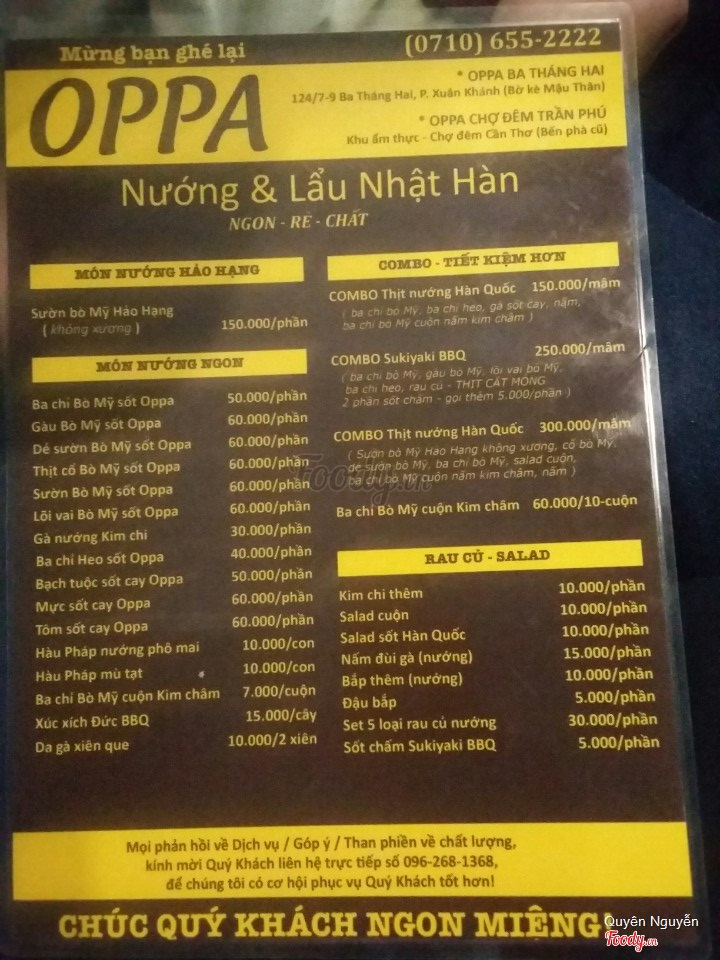 Mừng bạn ghé lại
(0710) 655-2222
OPPA
* OPPA BA THÁNG HAI
124/7-9 Ba Tháng Hai, P. Xuân Khánh (Bờ kè Mậu Thân)
* OPPA CHỢ ĐÊM TRẦN PHÚ
Khu ẩm thực - Chợ đêm Cần Thơ (Bến phà cũ)
Nướng & Lẩu Nhật Hàn
NGON - RẺ - CHẤT
MÓN NƯỚNG HẢO HẠNG
Sườn bò Mỹ Hảo Hạng
( không xương ) 150.000/phần
MÓN NƯỚNG NGON
Ba chỉ Bò Mỹ sốt Oppa 50.000/phần
Gàu Bò Mỹ sốt Oppa 60.000/phần
Dẻ sườn Bò Mỹ sốt Oppa 60.000/phần
Thịt cổ Bò Mỹ sốt Oppa 60.000/phần
Sườn Bò Mỹ sốt Oppa 60.000/phần
Lõi vai Bò Mỹ sốt Oppa 60.000/phần
Gà nướng Kim chi 30.000/phần
Ba chỉ Heo sốt Oppa 40.000/phần
Bạch tuộc sốt cay Oppa 50.000/phần
Mực sốt cay Oppa 60.000/phần
Tôm sốt cay Oppa 60.000/phần
Hàu Pháp nướng phô mai 10.000/con
Hàu Pháp mù tạt 10.000/con
Ba chỉ Bò Mỹ cuộn Kim châm 7.000/cuộn
Xúc xích Đức BBQ 15.000/cây
Da gà xiên que 10.000/2 xiên
COMBO - TIẾT KIỆM HƠN
COMBO Thịt nướng Hàn Quốc 150.000/mâm
( ba chỉ bò Mỹ, ba chỉ heo, gà sốt cay, nấm,
ba chỉ bò Mỹ cuộn nấm kim châm )
COMBO Sukiyaki BBQ 250.000/mâm
( ba chỉ bò Mỹ, gàu bò Mỹ, lõi vai bò Mỹ,
ba chỉ heo, rau củ - THỊT CẮT MỎNG
2 phần sốt chấm - gọi thêm 5.000/phần )
COMBO Thịt nướng Hàn Quốc 300.000/mâm
( Sườn bò Mỹ Hảo Hạng không xương, cổ bò Mỹ,
dẻ sườn bò Mỹ, ba chỉ bò Mỹ, salad cuộn,
ba chỉ bò Mỹ cuộn nấm kim châm, nấm )
Ba chỉ Bò Mỹ cuộn Kim châm 60.000/10-cuộn
RAU CỦ - SALAD
Kim chi thêm 10.000/phần
Salad cuộn 10.000/phần
Salad sốt Hàn Quốc 10.000/phần
Nấm đùi gà (nướng) 15.000/phần
Bắp thêm (nướng) 10.000/phần
Đậu bắp 5.000/phần
Set 5 loại rau củ nướng 30.000/phần
Sốt chấm Sukiyaki BBQ 5.000/phần
Foody.vn
Mọi phản hồi về Dịch vụ / Góp ý / Than phiền về chất lượng,
kính mời Quý Khách liên hệ trực tiếp số 096-268-1368,
để chúng tôi có cơ hội phục vụ Quý Khách tốt hơn!
CHÚC QUÝ KHÁCH NGON MIỆNG!
Quyên Nguyễn
Foody.vn